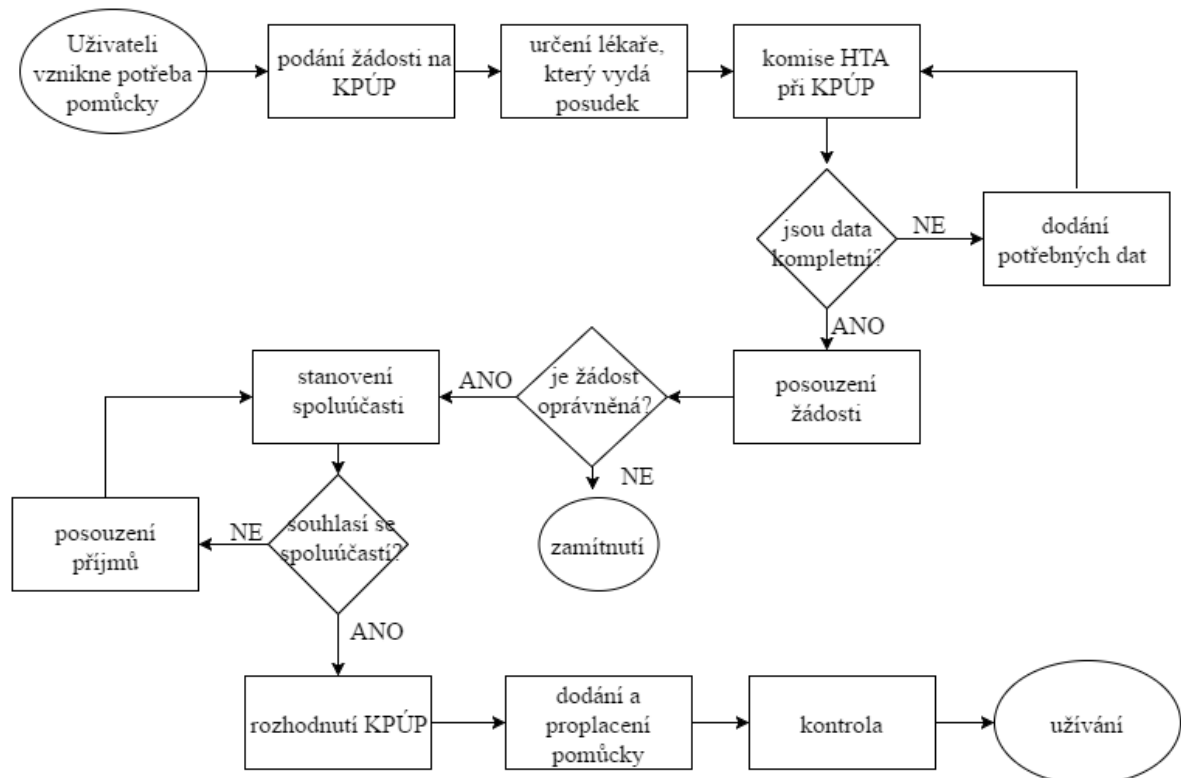 Uživateli
vznikne potřeba
pomůcky
podání žádosti na
KPÚP
určení lékaře,
který vydá
posudek
komise HTA
při KPÚP
jsou data
kompletní?
NE
dodání
potřebných dat
ANO
posouzení
žádosti
je žádost
oprávněná?
ANO
NE
zamítnutí
stanovení
spoluúčasti
souhlasí se
spoluúčastí?
NE
posouzení
příjmů
ANO
rozhodnutí KPÚP
dodání a
proplacení
pomůcky
kontrola
užívání